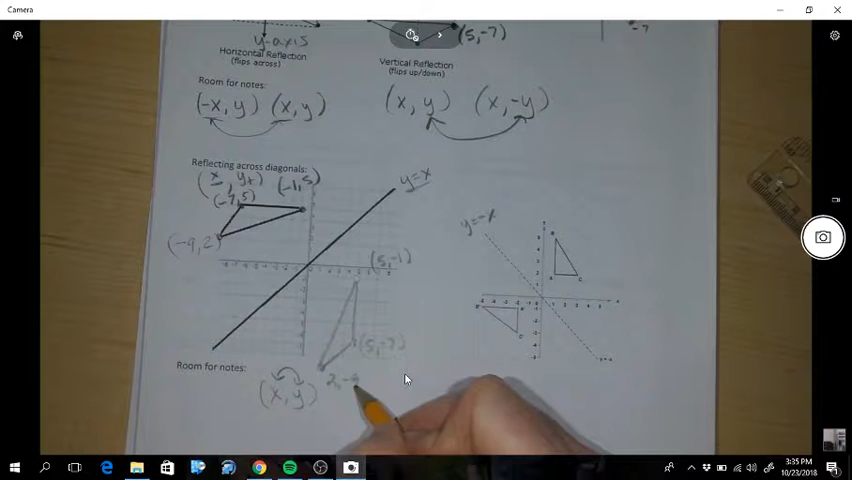 Camera
y-axis
(5,-7)
-7
Horizontal Reflection
(flips across)
Vertical Reflection
(flips up/down)
Room for notes:
(-x, y) (x, y)
(x, y) (x, -y)
Reflecting across diagonals:
(-7,5)
(-1,5)
y=x
(-9,2)
(5,-1)
y=-x
(5,-7)
Room for notes:
(x, y)
3:35 PM
10/23/2018